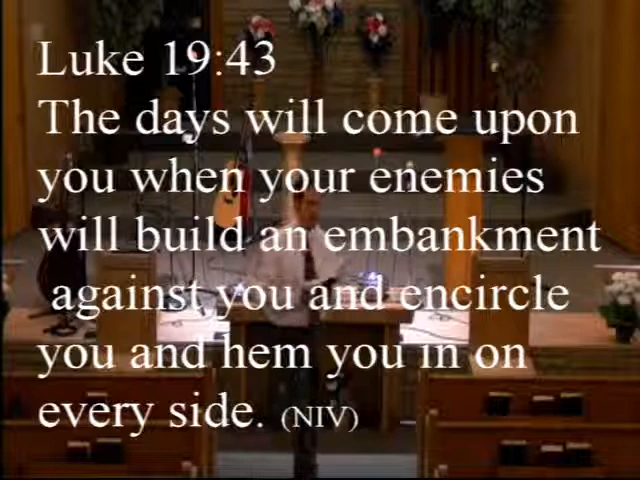 Luke 19:43
The days will come upon
you when your enemies
will build an embankment
against you and encircle
you and hem you in on
every side. (NIV)